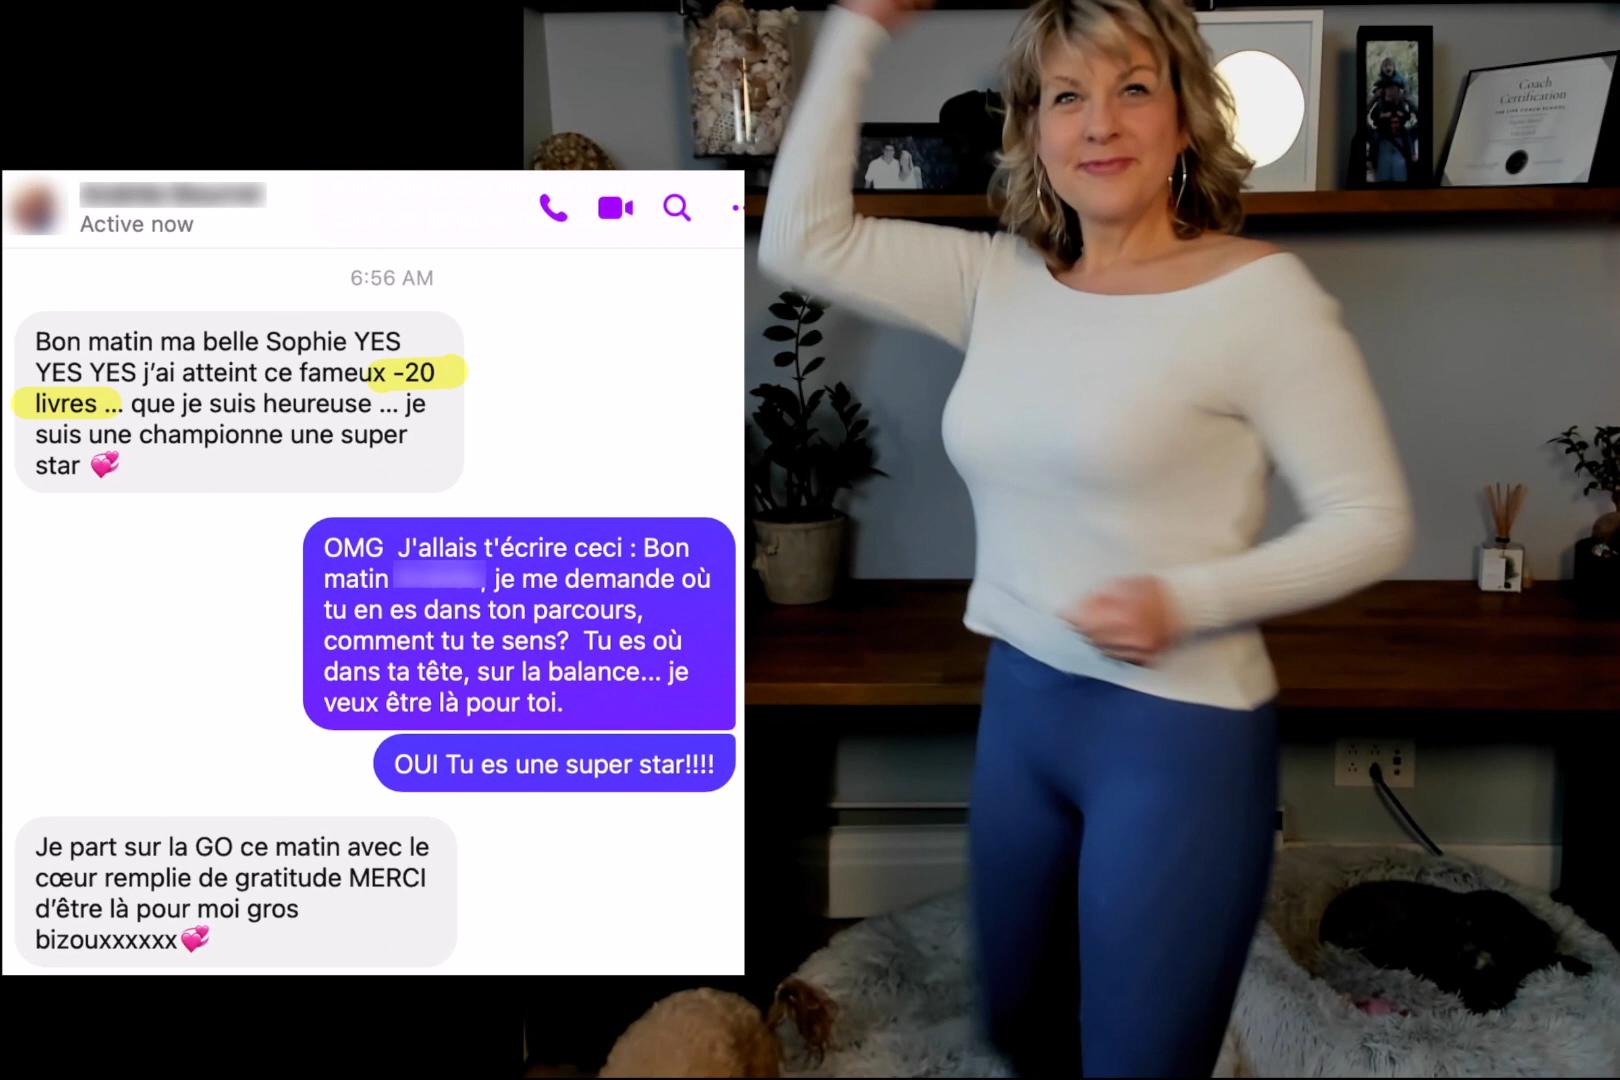 Active now
6:56 AM
Bon matin ma belle Sophie YES
YES YES j'ai atteint ce fameux -20
livres ... que je suis heureuse ... je
suis une championne une super
star 💞
OMG J'allais t'écrire ceci : Bon
matin , je me demande où
tu en es dans ton parcours,
comment tu te sens? Tu es où
dans ta tête, sur la balance... je
veux être là pour toi.
OUI Tu es une super star!!!!
Je part sur la GO ce matin avec le
cœur remplie de gratitude MERCI
d'être là pour moi gros
bizouxxxxxx💞
Coach
Certification
THE LIFE COACH SCHOOL